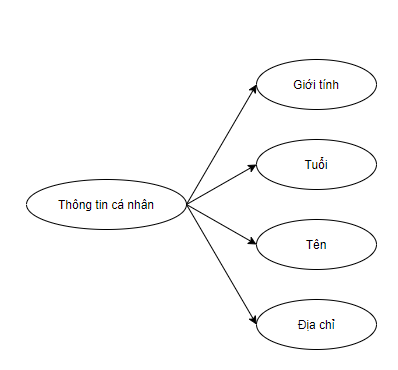 Giới tính
Tuổi
Thông tin cá nhân
Tên
Địa chỉ